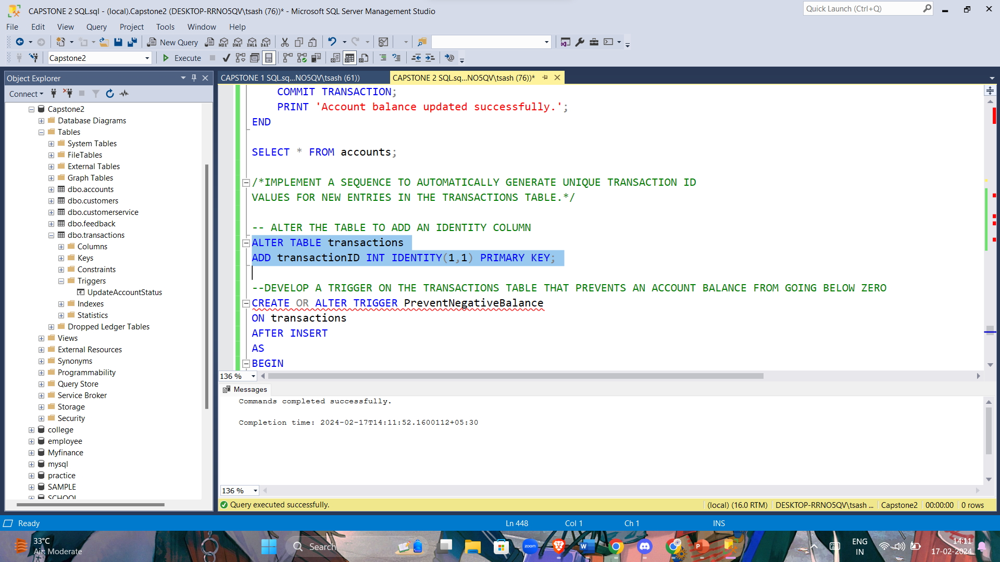 CAPSTONE 2 SQL.sql - (local).Capstone2 (DESKTOP-RRNO5QV\tsash (76))* - Microsoft SQL Server Management Studio
Quick Launch (Ctrl+Q)
File Edit View Query Project Tools Window Help
New Query MDX DMX XMLA DAX
Capstone2 Execute
Object Explorer
Connect
Capstone2
Database Diagrams
Tables
System Tables
FileTables
External Tables
Graph Tables
dbo.accounts
dbo.customers
dbo.customerservice
dbo.feedback
dbo.transactions
Columns
Keys
Constraints
Triggers
UpdateAccountStatus
Indexes
Statistics
Dropped Ledger Tables
Views
External Resources
Synonyms
Programmability
Query Store
Service Broker
Storage
Security
college
employee
Myfinance
mysql
practice
SAMPLE
SCHOOL
CAPSTONE 1 SQL.sq...NO5QV\tsash (61))
CAPSTONE 2 SQL.sq...NO5QV\tsash (76))*
COMMIT TRANSACTION;
PRINT 'Account balance updated successfully.';
END
SELECT * FROM accounts;
/*IMPLEMENT A SEQUENCE TO AUTOMATICALLY GENERATE UNIQUE TRANSACTION ID
VALUES FOR NEW ENTRIES IN THE TRANSACTIONS TABLE.*/
-- ALTER THE TABLE TO ADD AN IDENTITY COLUMN
ALTER TABLE transactions
ADD transactionID INT IDENTITY(1,1) PRIMARY KEY;
--DEVELOP A TRIGGER ON THE TRANSACTIONS TABLE THAT PREVENTS AN ACCOUNT BALANCE FROM GOING BELOW ZERO
CREATE OR ALTER TRIGGER PreventNegativeBalance
ON transactions
AFTER INSERT
AS
BEGIN
136 %
Messages
Commands completed successfully.
Completion time: 2024-02-17T14:11:52.1600112+05:30
136 %
Query executed successfully.
(local) (16.0 RTM) DESKTOP-RRNO5QV\tsash ... Capstone2 00:00:00 0 rows
Ready
Ln 448 Col 1 Ch 1 INS
33°C
Air: Moderate
Search
zoom
ENG
IN
14:11
17-02-2024